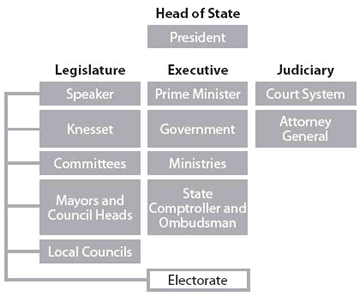 Head of State
President
Legislature
Executive
Judiciary
Speaker
Prime Minister
Court System
Knesset
Government
Attorney
General
Committees
Ministries
Mayors and
Council Heads
State
Comptroller and
Ombudsman
Local Councils
Electorate